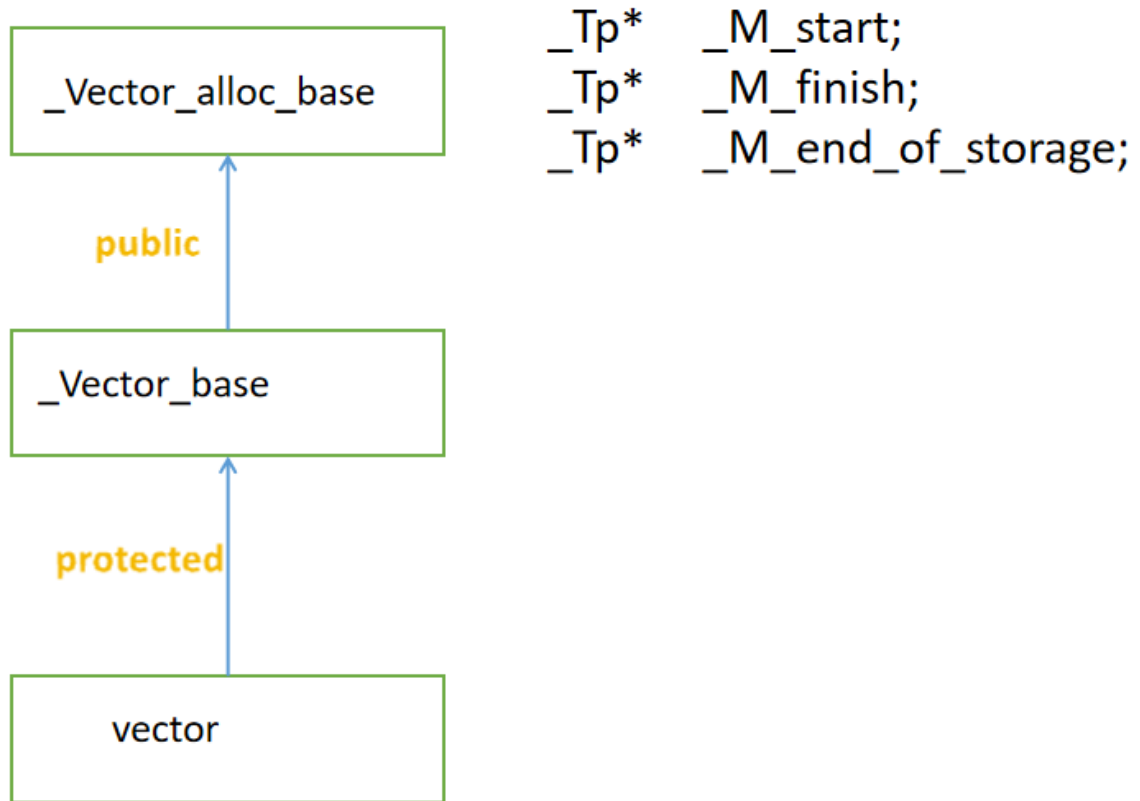 _Vector_alloc_base
_Tp* _M_start;
_Tp* _M_finish;
_Tp* _M_end_of_storage;
public
_Vector_base
protected
vector